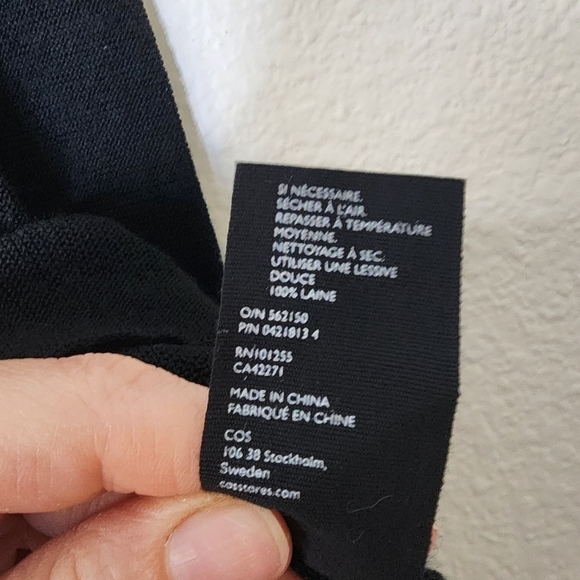 SI NÉCESSAIRE.
SÉCHER À L'AIR.
REPASSER À TEMPÉRATURE
MOYENNE.
NETTOYAGE À SEC.
UTILISER UNE LESSIVE
DOUCE
100% LAINE
O/N 562150
P/N 0421813 4
RN101255
CA42271
MADE IN CHINA
FABRIQUÉ EN CHINE
COS
106 38 Stockholm,
Sweden
cosstores.com